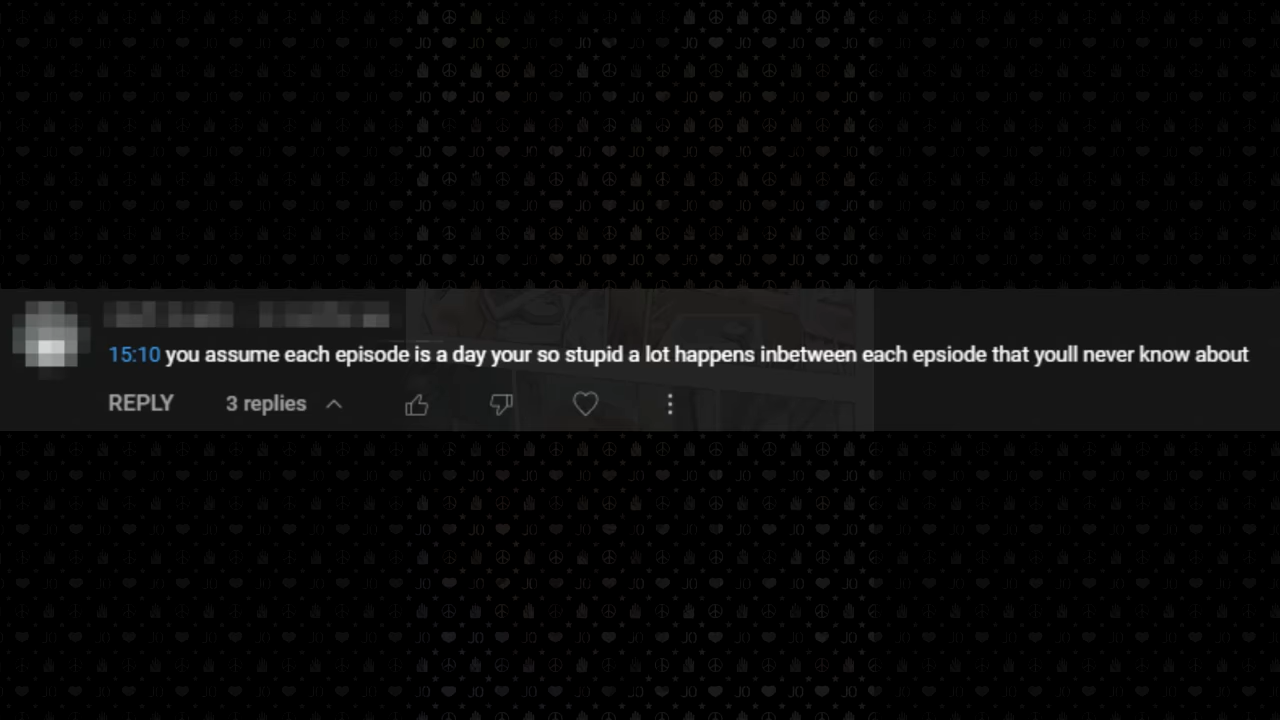 15:10 you assume each episode is a day your so stupid a lot happens inbetween each epsiode that youll never know about
REPLY 3 replies